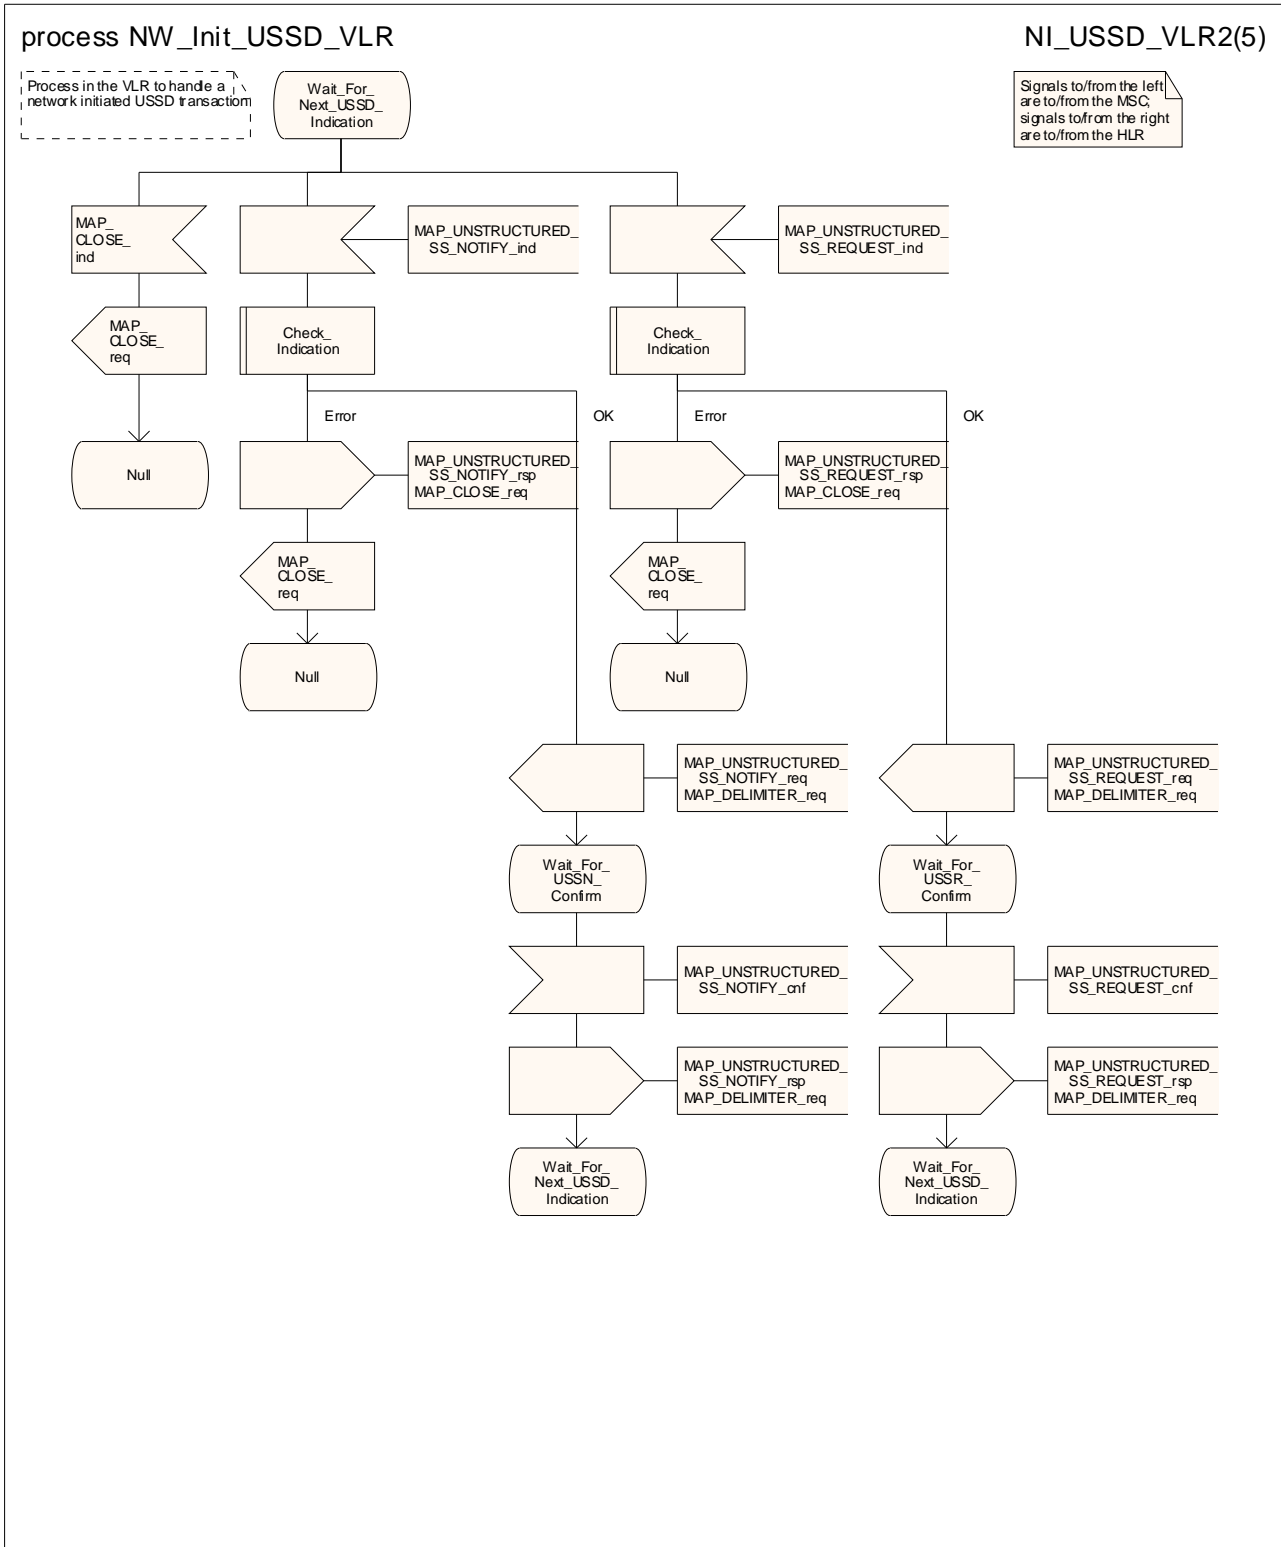 process NW_Init_USSD_VLR
NI_USSD_VLR2(5)
Process in the VLR to handle a
network initiated USSD transaction
Wait_For_
Next_USSD_
Indication
Signals to/from the left
are to/from the MSC;
signals to/from the right
are to/from the HLR
MAP_
CLOSE_
ind
MAP_UNSTRUCTURED_
SS_NOTIFY_ind
MAP_UNSTRUCTURED_
SS_REQUEST_ind
MAP_
CLOSE_
req
Check_
Indication
Check_
Indication
Error
OK
Error
OK
Null
MAP_UNSTRUCTURED_
SS_NOTIFY_rsp
MAP_CLOSE_req
MAP_UNSTRUCTURED_
SS_REQUEST_rsp
MAP_CLOSE_req
MAP_
CLOSE_
req
MAP_
CLOSE_
req
Null
Null
MAP_UNSTRUCTURED_
SS_NOTIFY_req
MAP_DELIMITER_req
MAP_UNSTRUCTURED_
SS_REQUEST_req
MAP_DELIMITER_req
Wait_For_
USSN_
Confirm
Wait_For_
USSR_
Confirm
MAP_UNSTRUCTURED_
SS_NOTIFY_cnf
MAP_UNSTRUCTURED_
SS_REQUEST_cnf
MAP_UNSTRUCTURED_
SS_NOTIFY_rsp
MAP_DELIMITER_req
MAP_UNSTRUCTURED_
SS_REQUEST_rsp
MAP_DELIMITER_req
Wait_For_
Next_USSD_
Indication
Wait_For_
Next_USSD_
Indication